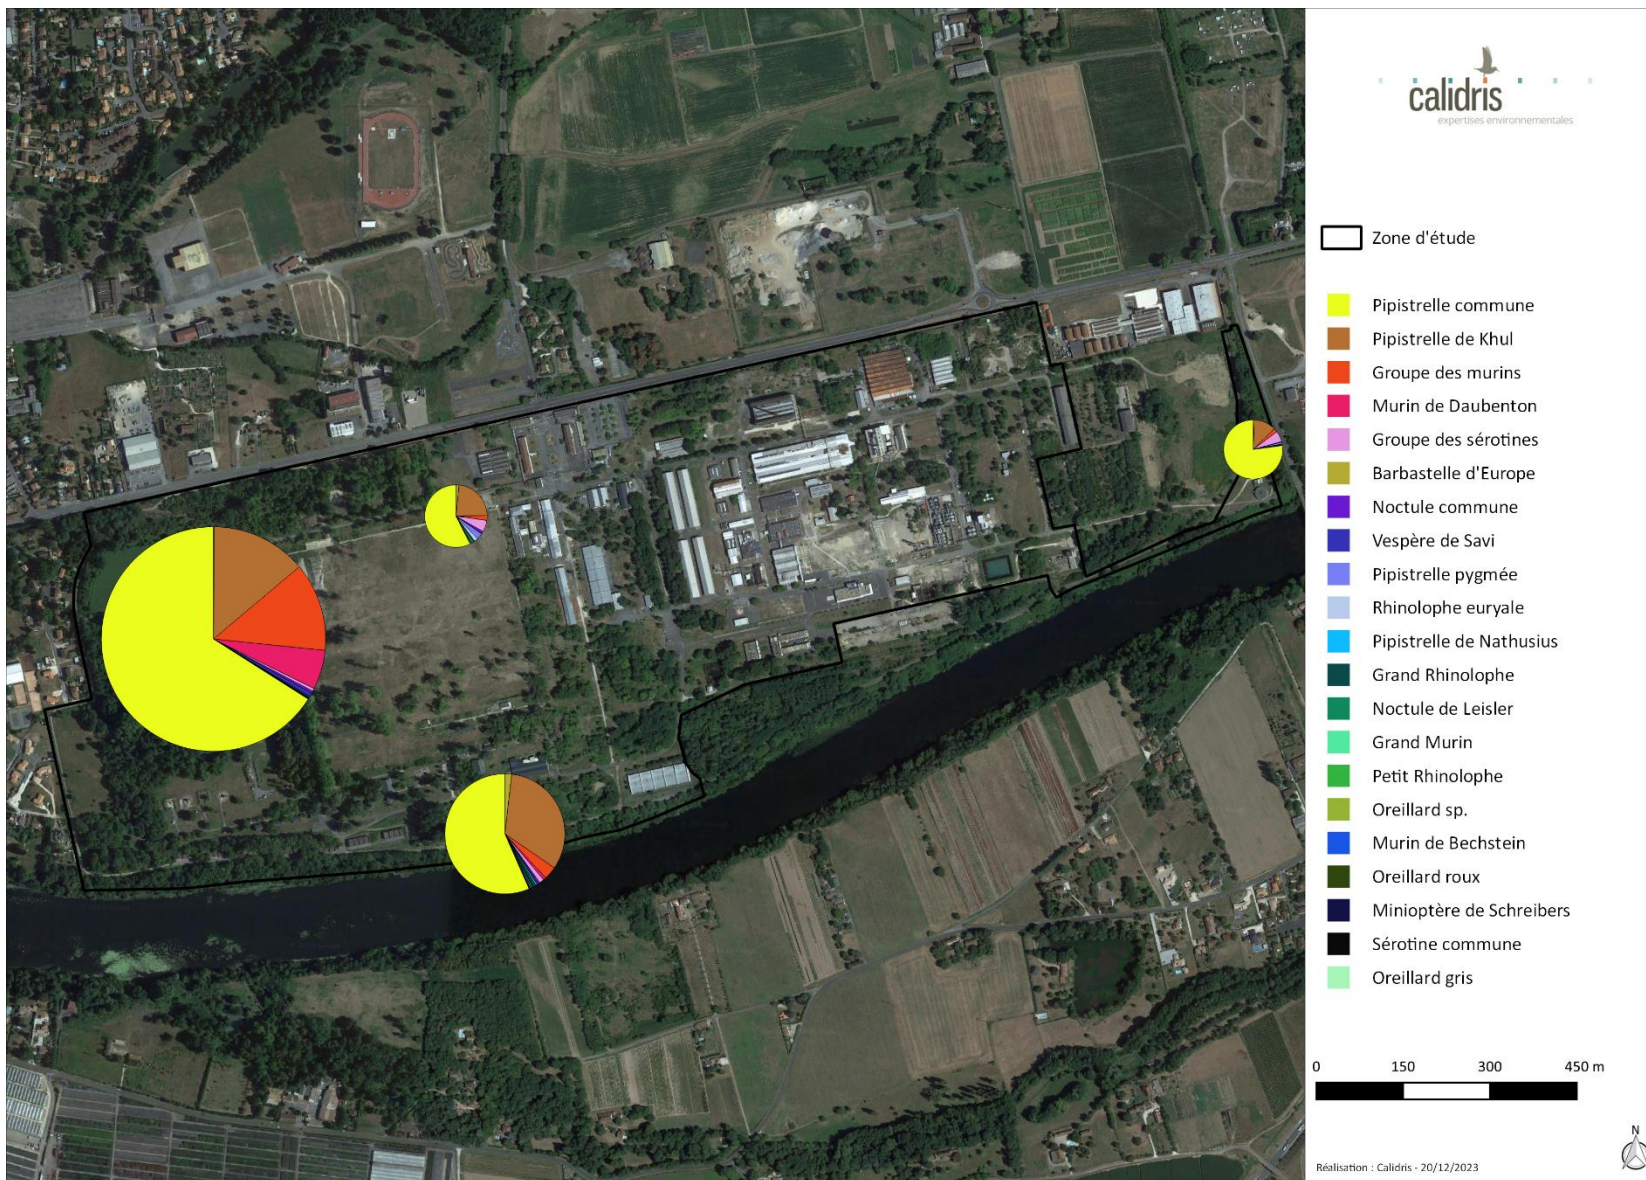 calidris
expertises environnementales
Zone d'étude
Pipistrelle commune
Pipistrelle de Khul
Groupe des murins
Murin de Daubenton
Groupe des sérotines
Barbastelle d'Europe
Noctule commune
Vespère de Savi
Pipistrelle pygmée
Rhinolophe euryale
Pipistrelle de Nathusius
Grand Rhinolophe
Noctule de Leisler
Grand Murin
Petit Rhinolophe
Oreillard sp.
Murin de Bechstein
Oreillard roux
Minioptère de Schreibers
Sérotine commune
Oreillard gris
0 150 300 450 m
N
Réalisation : Calidris - 20/12/2023